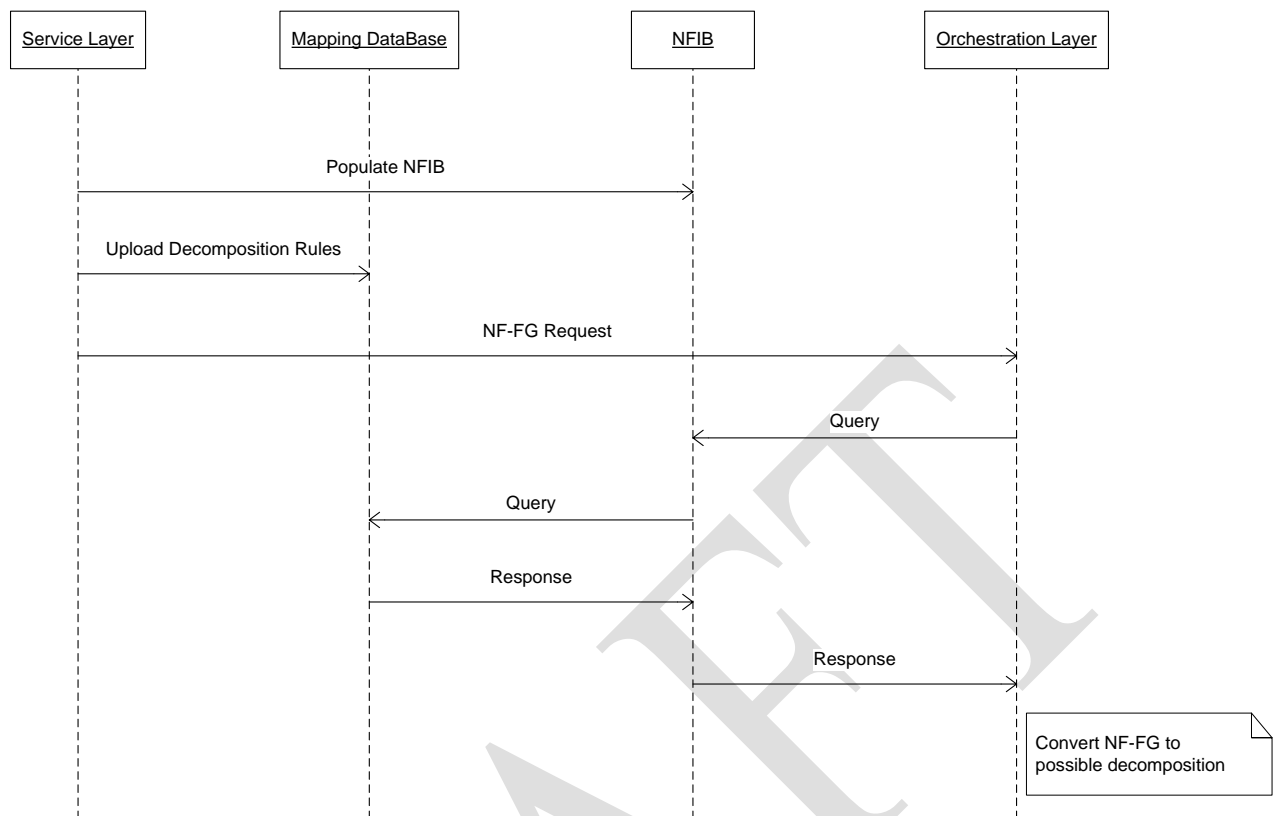 Service Layer
Mapping DataBase
NFIB
Orchestration Layer
Populate NFIB
Upload Decomposition Rules
NF-FG Request
Query
Query
Response
Response
Convert NF-FG to
possible decomposition
AFT